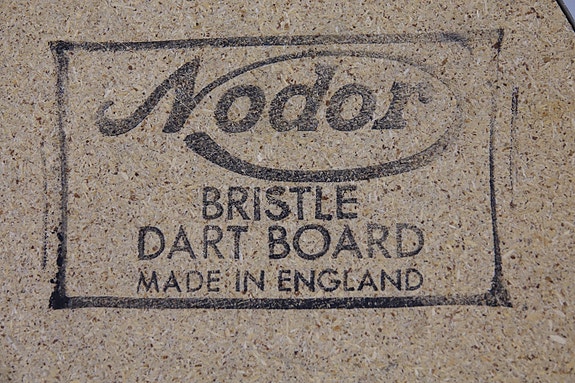 Nodor
BRISTLE
DART BOARD
MADE IN ENGLAND